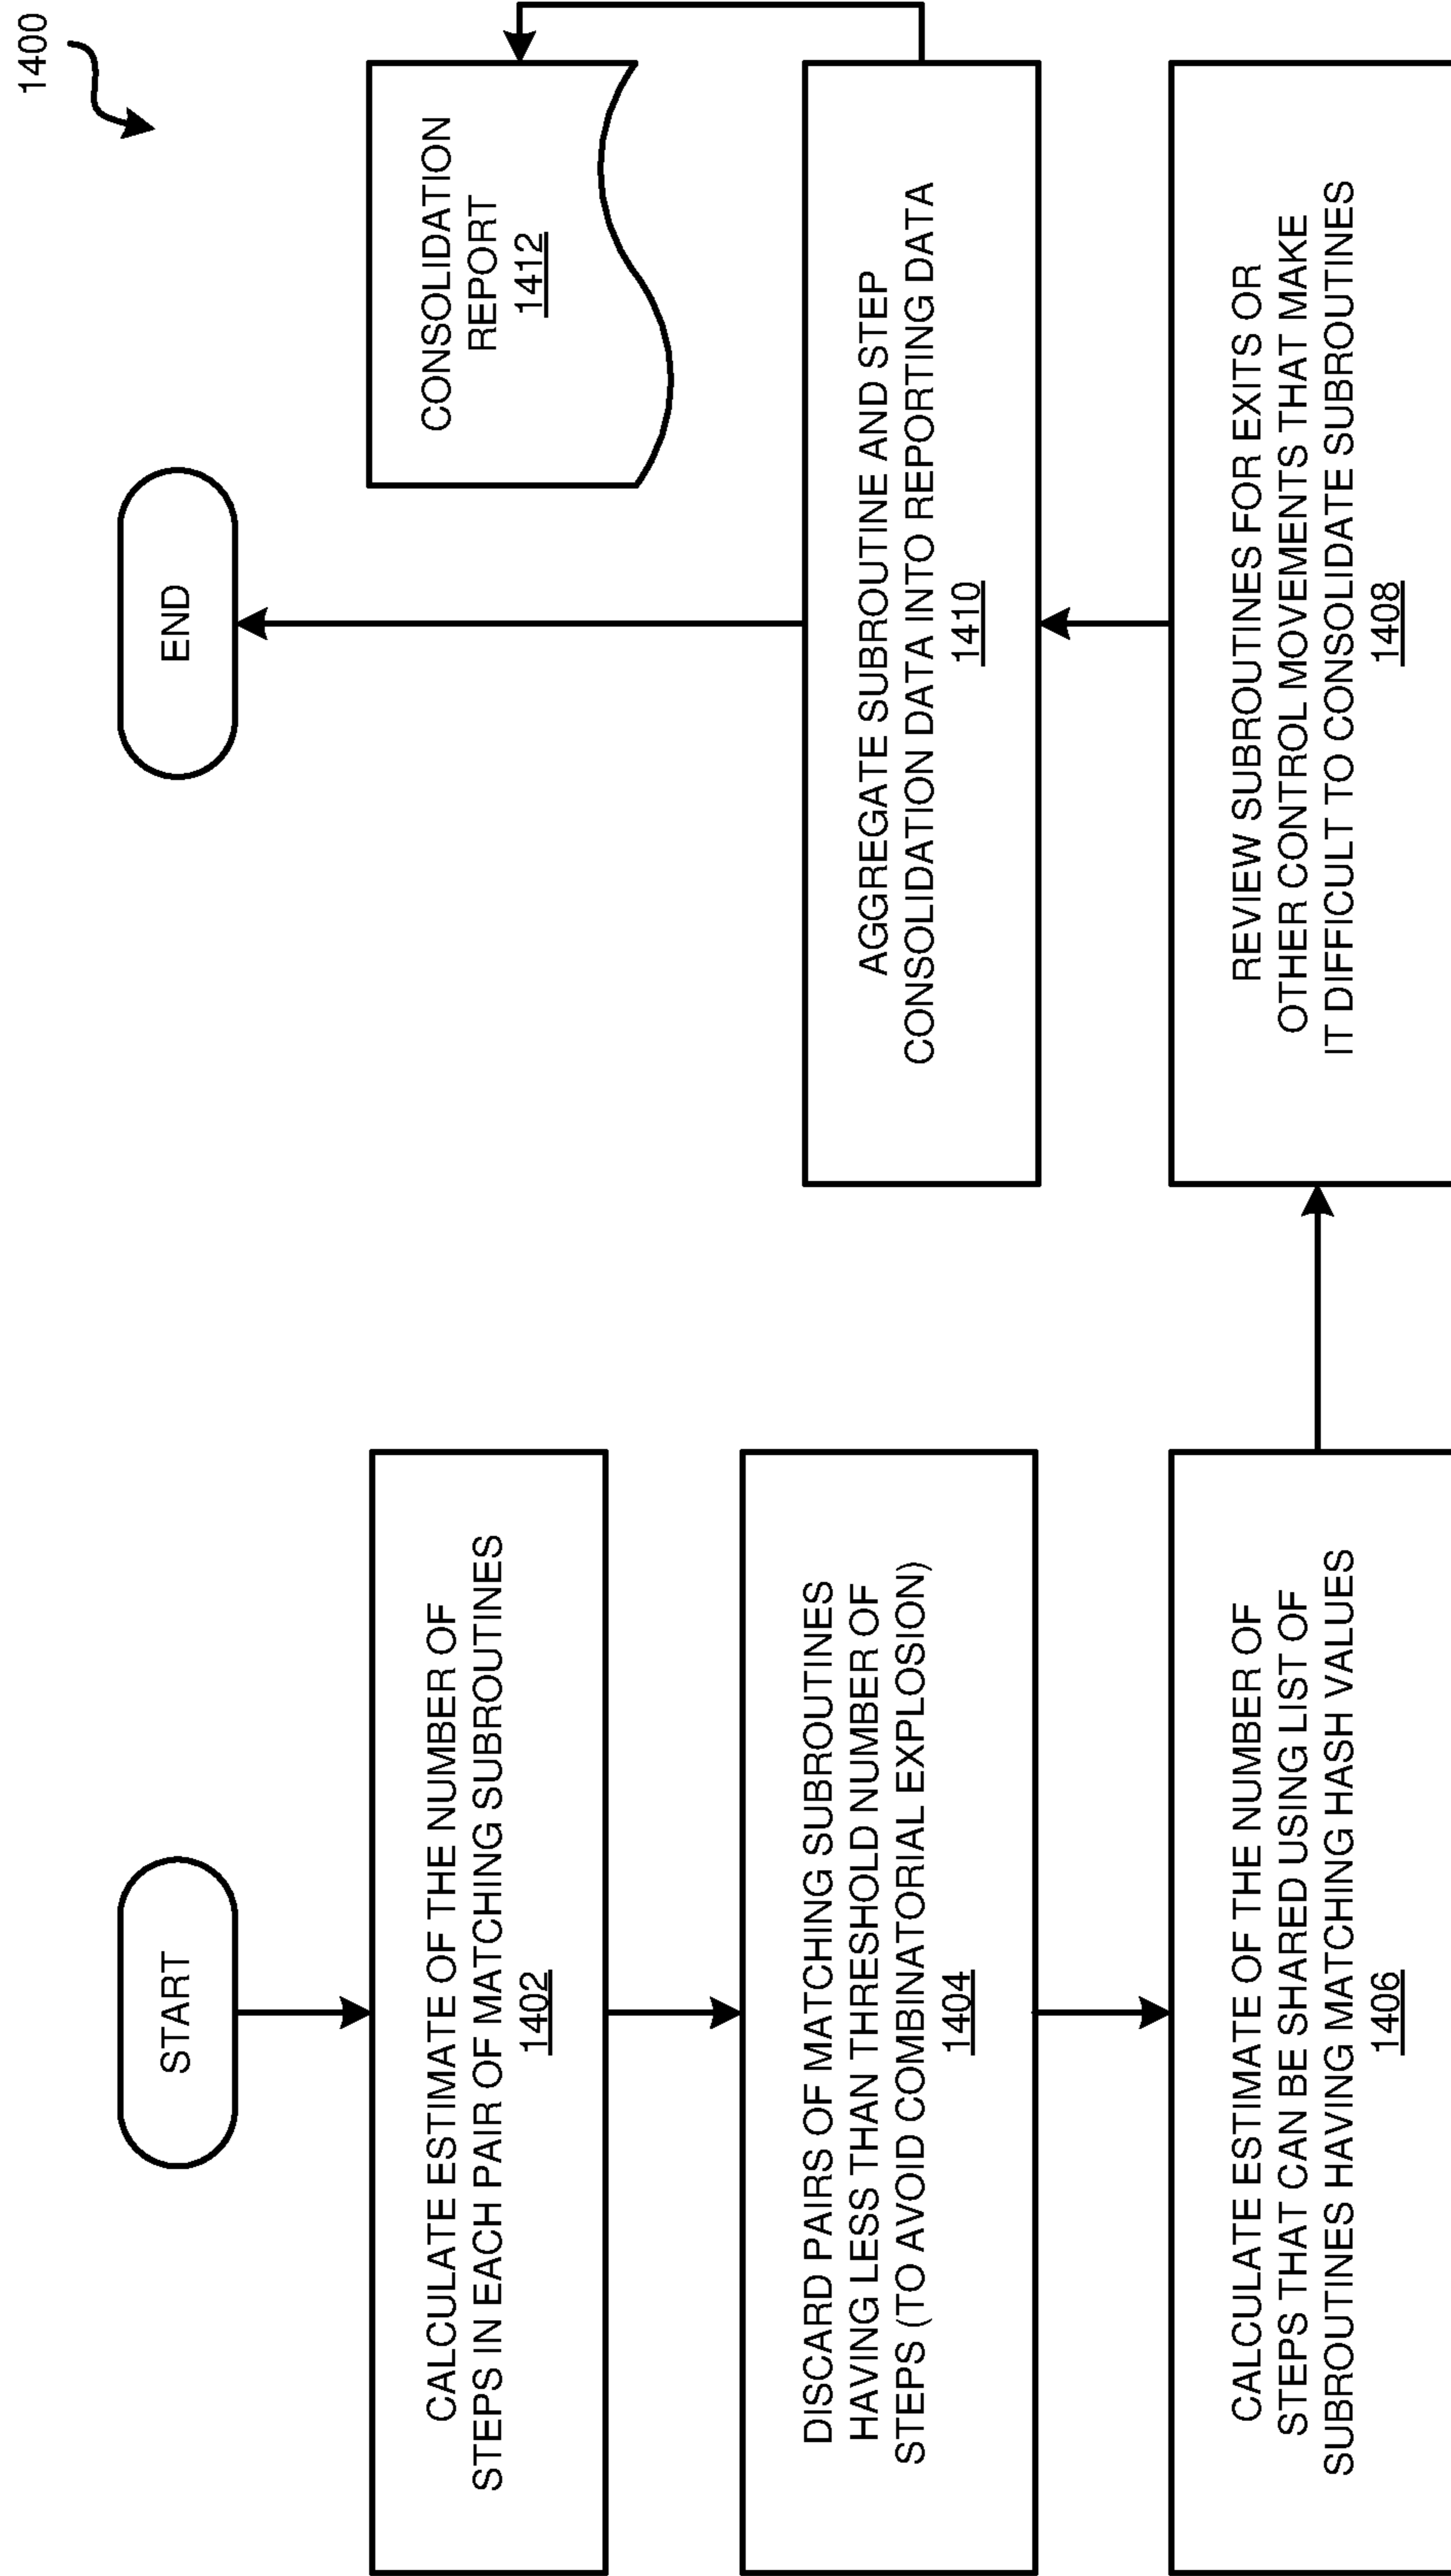 1400
START
CALCULATE ESTIMATE OF THE NUMBER OF
STEPS IN EACH PAIR OF MATCHING SUBROUTINES
1402
DISCARD PAIRS OF MATCHING SUBROUTINES
HAVING LESS THAN THRESHOLD NUMBER OF
STEPS (TO AVOID COMBINATORIAL EXPLOSION)
1404
CALCULATE ESTIMATE OF THE NUMBER OF
STEPS THAT CAN BE SHARED USING LIST OF
SUBROUTINES HAVING MATCHING HASH VALUES
1406
REVIEW SUBROUTINES FOR EXITS OR
OTHER CONTROL MOVEMENTS THAT MAKE
IT DIFFICULT TO CONSOLIDATE SUBROUTINES
1408
AGGREGATE SUBROUTINE AND STEP
CONSOLIDATION DATA INTO REPORTING DATA
1410
CONSOLIDATION
REPORT
1412
END